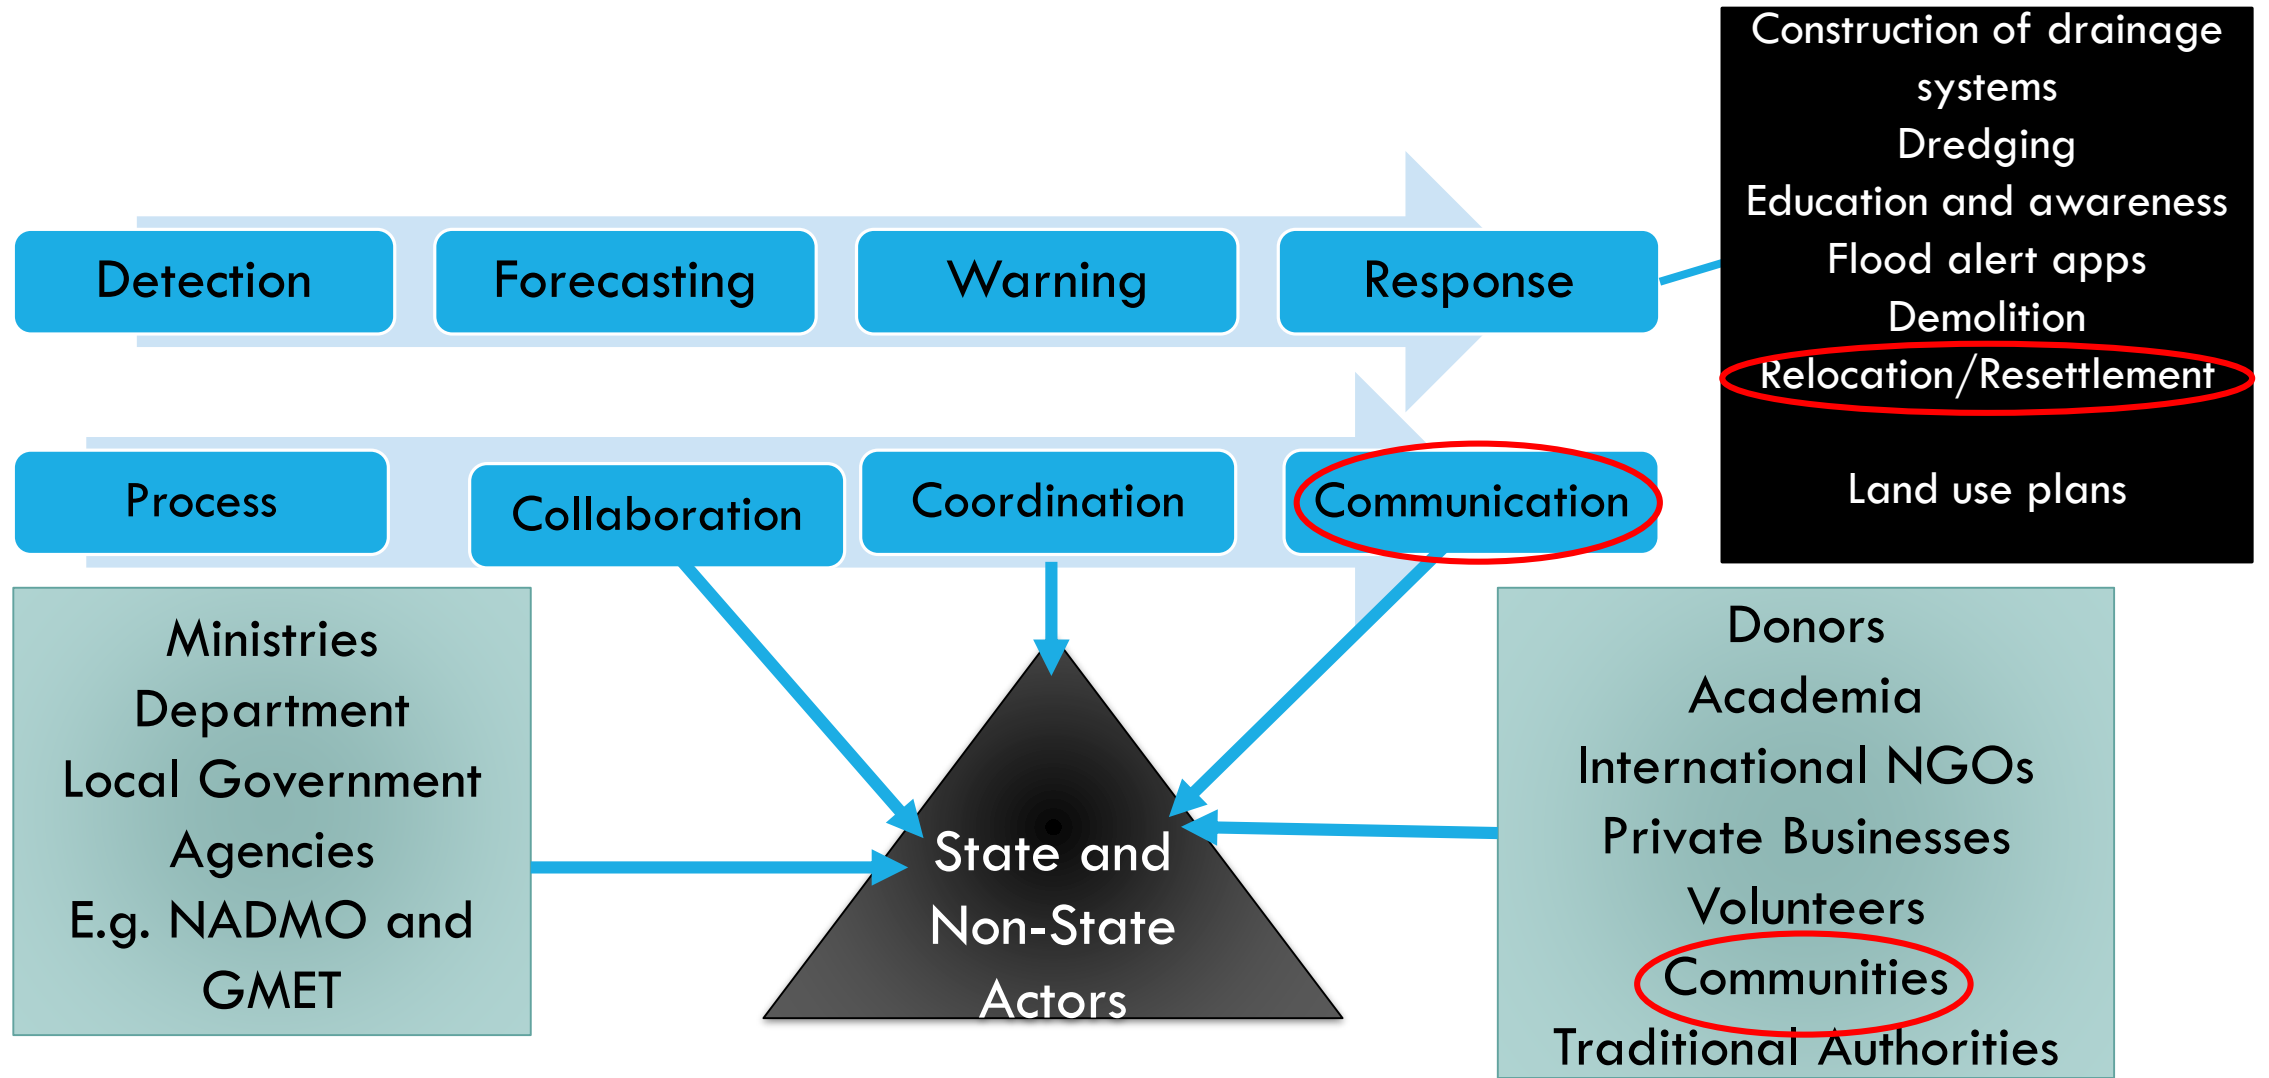 Construction of drainage
systems
Dredging
Education and awareness
Flood alert apps
Demolition
Relocation/Resettlement
Land use plans
Detection
Forecasting
Warning
Response
Process
Collaboration
Coordination
Communication
Ministries
Department
Local Government
Agencies
E.g. NADMO and
GMET
State and
Non-State
Actors
Donors
Academia
International NGOs
Private Businesses
Volunteers
Communities
Traditional Authorities